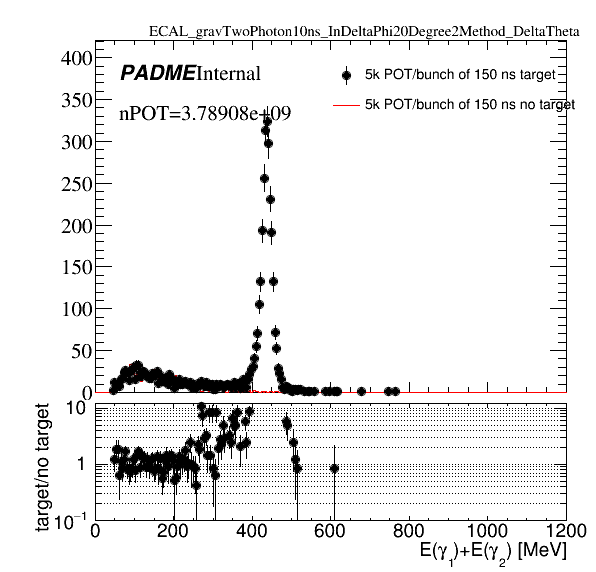 ECAL_gravTwoPhoton10ns_InDeltaPhi20Degree2Method_DeltaTheta
PADME Internal
5k POT/bunch of 150 ns target
5k POT/bunch of 150 ns no target
nPOT=3.78908e+09
400
350
300
250
200
150
100
50
0
target/no target
10
1
10⁻¹
0 200 400 600 800 1000 1200
E(γ₁)+E(γ₂) [MeV]